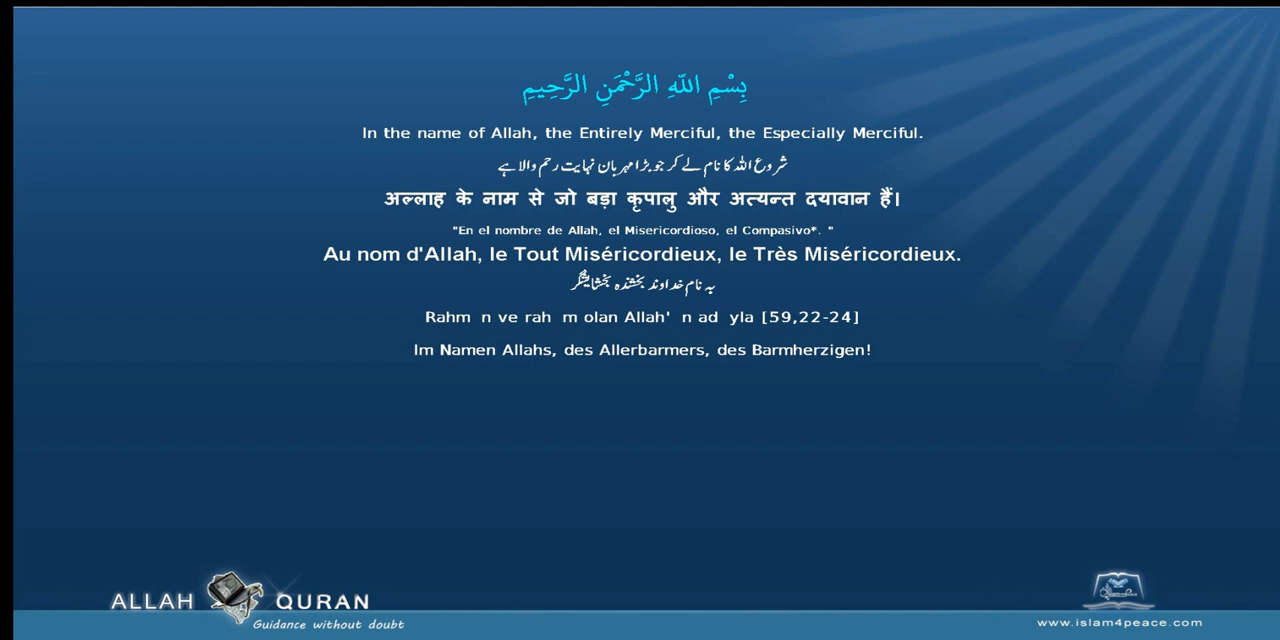 بِسْمِ اللّٰهِ الرَّحْمَنِ الرَّحِيمِ
In the name of Allah, the Entirely Merciful, the Especially Merciful.
شروع اللہ کا نام لے کر جو بڑا مہربان نہایت رحم والا ہے
अल्लाह के नाम से जो बड़ा कृपालु और अत्यन्त दयावान हैं।
"En el nombre de Allah, el Misericordioso, el Compasivo*. "
Au nom d'Allah, le Tout Miséricordieux, le Très Miséricordieux.
به نام خداوند بخشنده بخشایشگر
Rahm n ve rah m olan Allah' n ad yla [59,22-24]
Im Namen Allahs, des Allerbarmers, des Barmherzigen!
ALLAH QURAN
Guidance without doubt
www.islam4peace.com